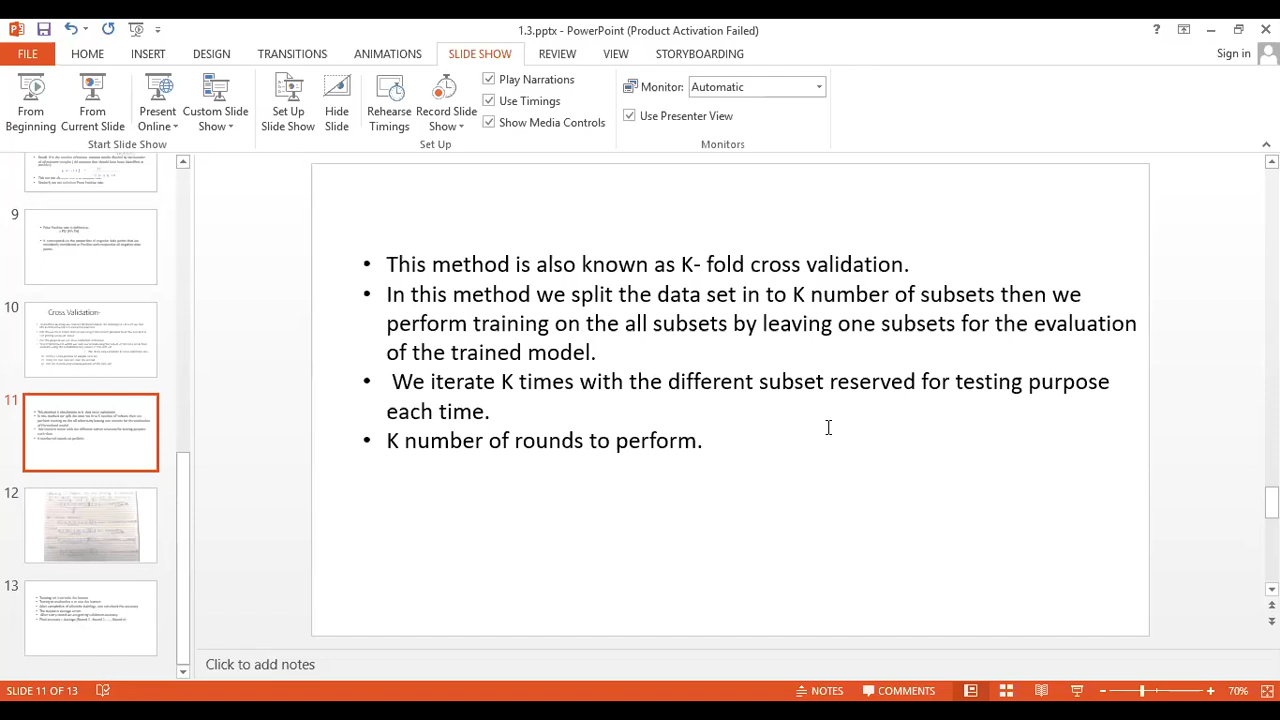 1.3.pptx - PowerPoint (Product Activation Failed)
FILE HOME INSERT DESIGN TRANSITIONS ANIMATIONS SLIDE SHOW REVIEW VIEW STORYBOARDING Sign in
From Beginning
From Current Slide
Present Online
Custom Slide Show
Set Up Slide Show
Hide Slide
Rehearse Timings
Record Slide Show
Play Narrations
Use Timings
Show Media Controls
Monitor: Automatic
Use Presenter View
Start Slide Show
Set Up
Monitors
9
10
Cross Validation-
11
12
13
• This method is also known as K- fold cross validation.
• In this method we split the data set in to K number of subsets then we
perform training on the all subsets by leaving one subsets for the evaluation
of the trained model.
• We iterate K times with the different subset reserved for testing purpose
each time.
• K number of rounds to perform.
Click to add notes
SLIDE 11 OF 13
NOTES COMMENTS 70%